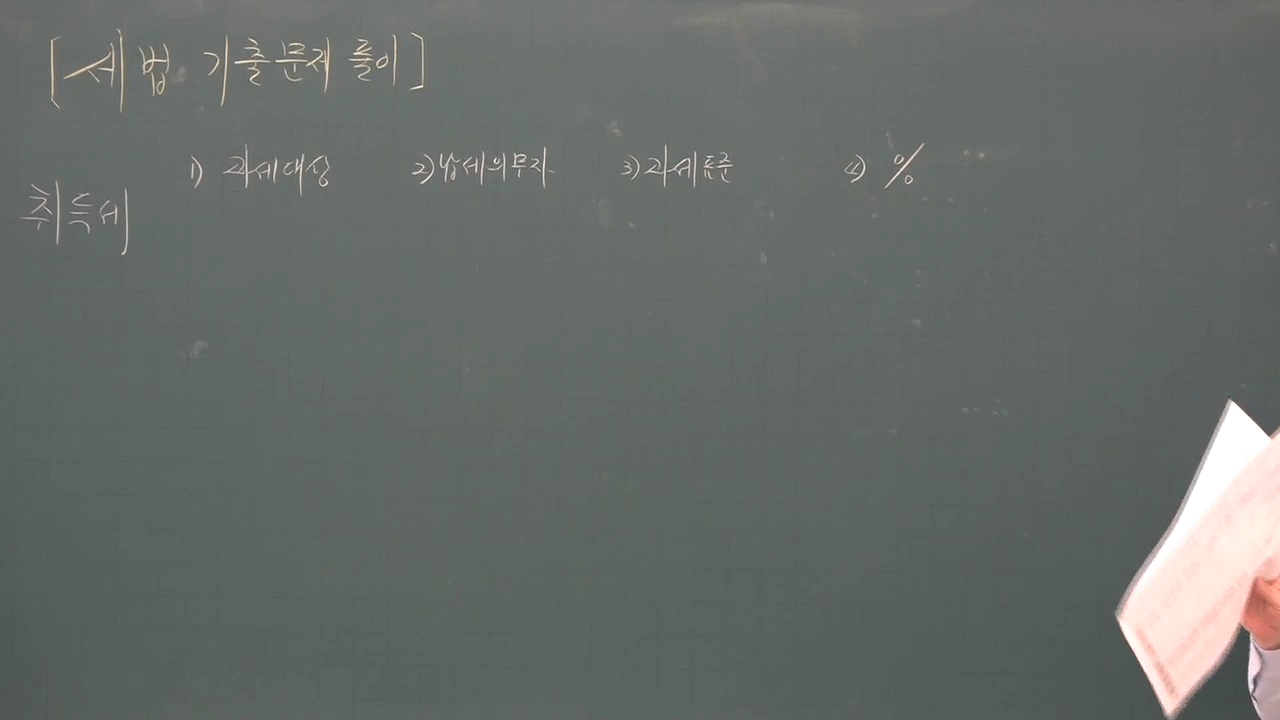 [세법 기출문제 풀이]
1) 과세대상 2) 납세의무자 3) 과세표준 4) %
취득세